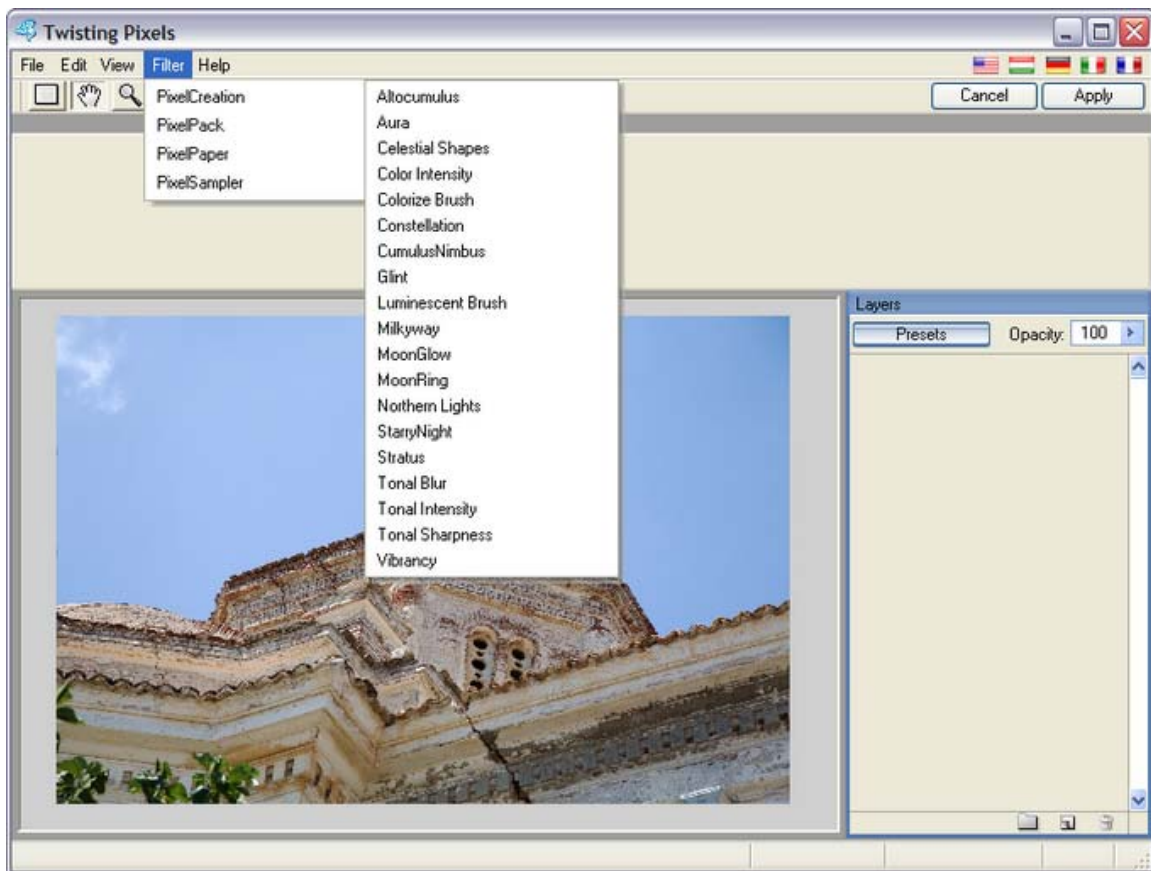 Twisting Pixels
File Edit View Filter Help
Cancel Apply
PixelCreation
PixelPack
PixelPaper
PixelSampler
Altocumulus
Aura
Celestial Shapes
Color Intensity
Colorize Brush
Constellation
CumulusNimbus
Glint
Luminescent Brush
Milkyway
MoonGlow
MoonRing
Northern Lights
StarryNight
Stratus
Tonal Blur
Tonal Intensity
Tonal Sharpness
Vibrancy
Layers
Presets Opacity: 100